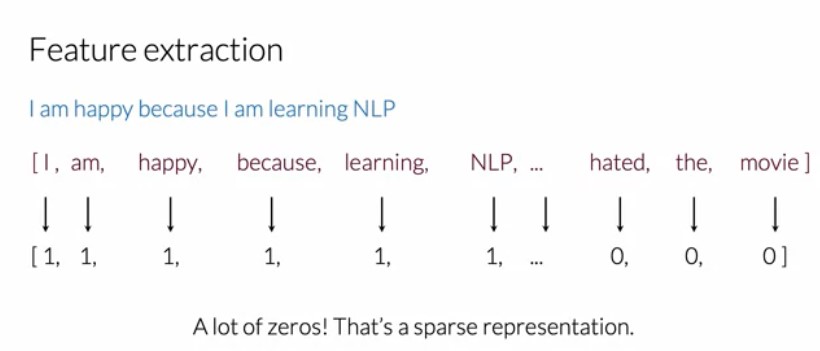 Feature extraction
I am happy because I am learning NLP
[ I, am, happy, because, learning, NLP, ... hated, the, movie ]
[ 1, 1, 1, 1, 1, 1, ... 0, 0, 0 ]
A lot of zeros! That's a sparse representation.